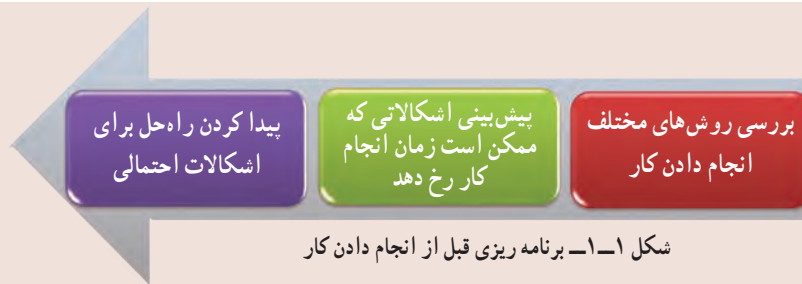 بررسی روش‌های مختلف
انجام دادن کار
پیش‌بینی اشکالاتی که
ممکن است زمان انجام
کار رخ دهد
پیدا کردن راه‌حل برای
اشکالات احتمالی
شکل ۱ــ۱ــ برنامه ریزی قبل از انجام دادن کار